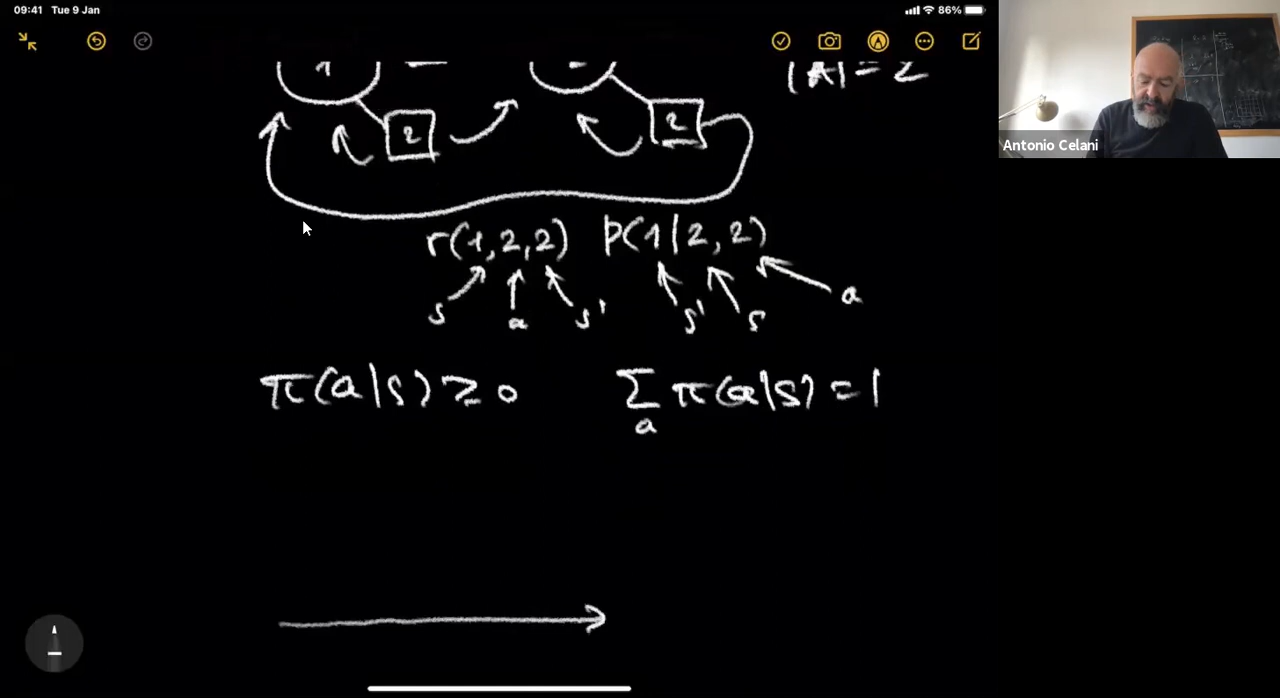 09:41 Tue 9 Jan 86%
1
|A|=2
2 2
r(1,2,2) p(1|2,2)
s a s' s' s a
π(a|s) ≥ 0 ∑ π(a|s) = 1
a
Antonio Celani